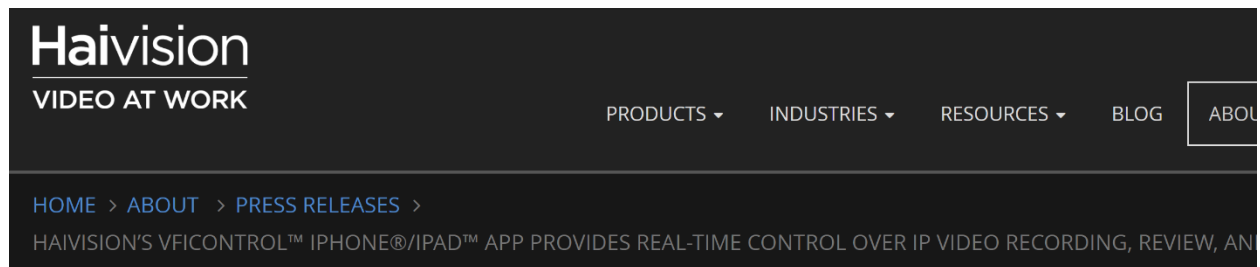 Haivision
VIDEO AT WORK
PRODUCTS INDUSTRIES RESOURCES BLOG
HOME > ABOUT > PRESS RELEASES >
HAIVISION'S VFICONTROL™ IPHONE®/IPAD™ APP PROVIDES REAL-TIME CONTROL OVER IP VIDEO RECORDING, REVIEW,